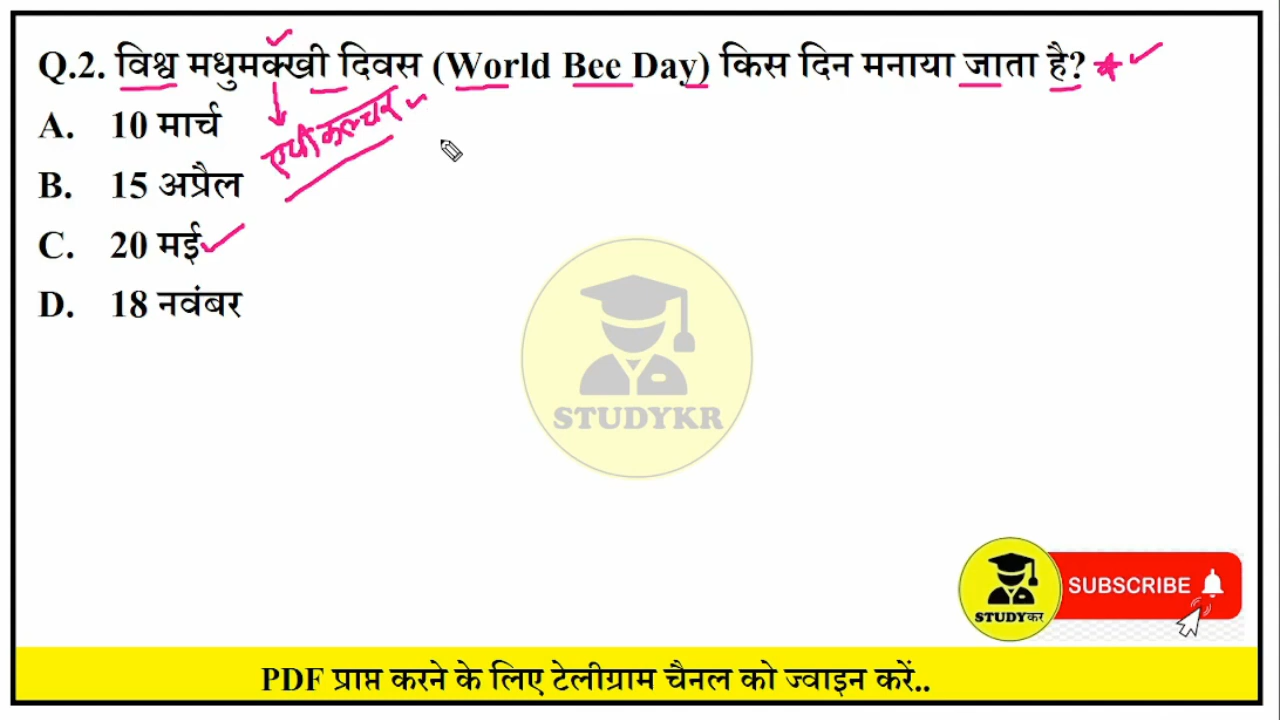 Q.2. विश्व मधुमक्खी दिवस (World Bee Day) किस दिन मनाया जाता है?
एपीकल्चर
A. 10 मार्च
B. 15 अप्रैल
C. 20 मई
D. 18 नवंबर
STUDYKR
SUBSCRIBE
STUDYकर
PDF प्राप्त करने के लिए टेलीग्राम चैनल को ज्वाइन करें..